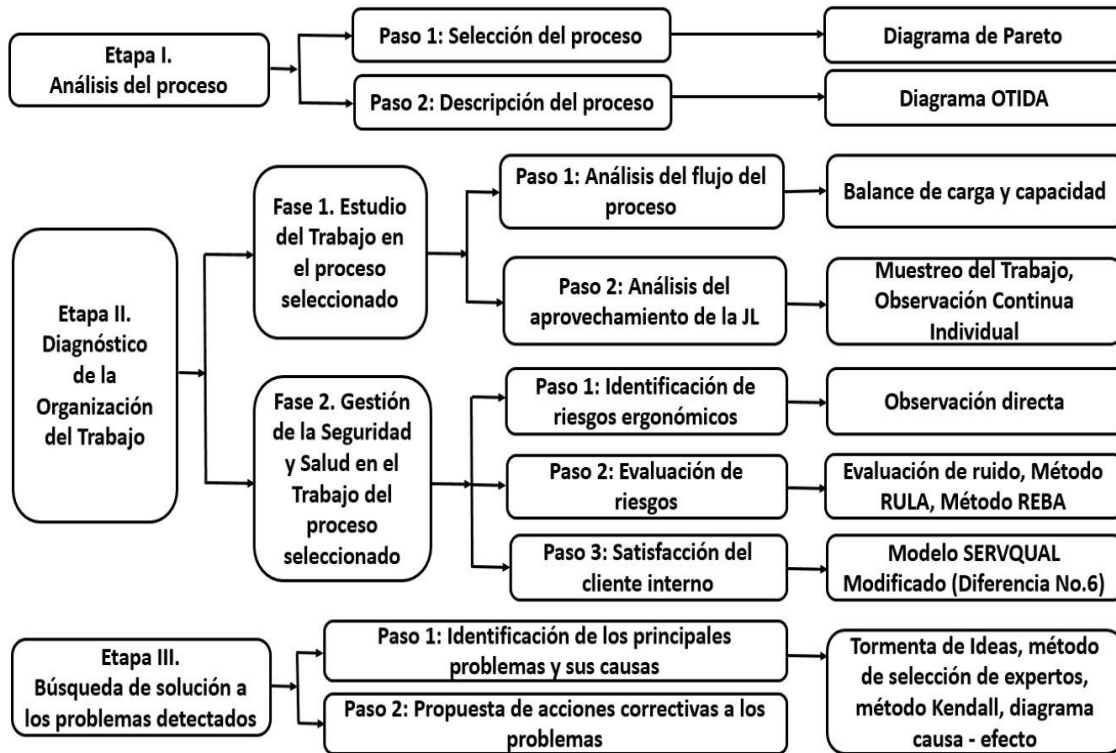 Etapa I.
Análisis del proceso
Paso 1: Selección del proceso
Diagrama de Pareto
Paso 2: Descripción del proceso
Diagrama OTIDA
Etapa II.
Diagnóstico
de la
Organización
del Trabajo
Fase 1. Estudio
del Trabajo en
el proceso
seleccionado
Paso 1: Análisis del flujo del
proceso
Balance de carga y capacidad
Paso 2: Análisis del
aprovechamiento de la JL
Muestreo del Trabajo,
Observación Continua
Individual
Fase 2. Gestión
de la Seguridad
y Salud en el
Trabajo del
proceso
seleccionado
Paso 1: Identificación de
riesgos ergonómicos
Observación directa
Paso 2: Evaluación de
riesgos
Evaluación de ruido, Método
RULA, Método REBA
Paso 3: Satisfacción del
cliente interno
Modelo SERVQUAL
Modificado (Diferencia No.6)
Etapa III.
Búsqueda de solución a
los problemas detectados
Paso 1: Identificación de los principales
problemas y sus causas
Paso 2: Propuesta de acciones correctivas a los
problemas
Tormenta de Ideas, método
de selección de expertos,
método Kendall, diagrama
causa - efecto